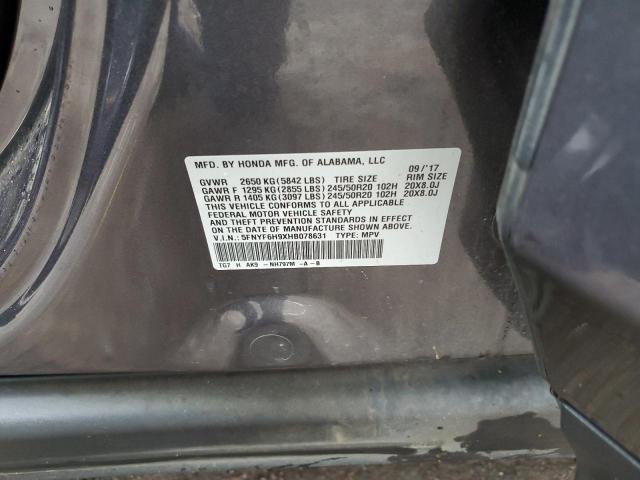 MFD. BY HONDA MFG. OF ALABAMA, LLC 09/'17
GVWR 2650 KG (5842 LBS) TIRE SIZE RIM SIZE
GAWR F 1295 KG (2855 LBS) 245/50R20 102H 20X8.0J
GAWR R 1405 KG (3097 LBS) 245/50R20 102H 20X8.0J
THIS VEHICLE CONFORMS TO ALL APPLICABLE
FEDERAL MOTOR VEHICLE SAFETY
AND THEFT PREVENTION STANDARDS IN EFFECT
ON THE DATE OF MANUFACTURE SHOWN ABOVE.
V.I.N.: 5FNYF6H9XHB078631 TYPE: MPV
TG7 H AK9 -NH797M -A -B